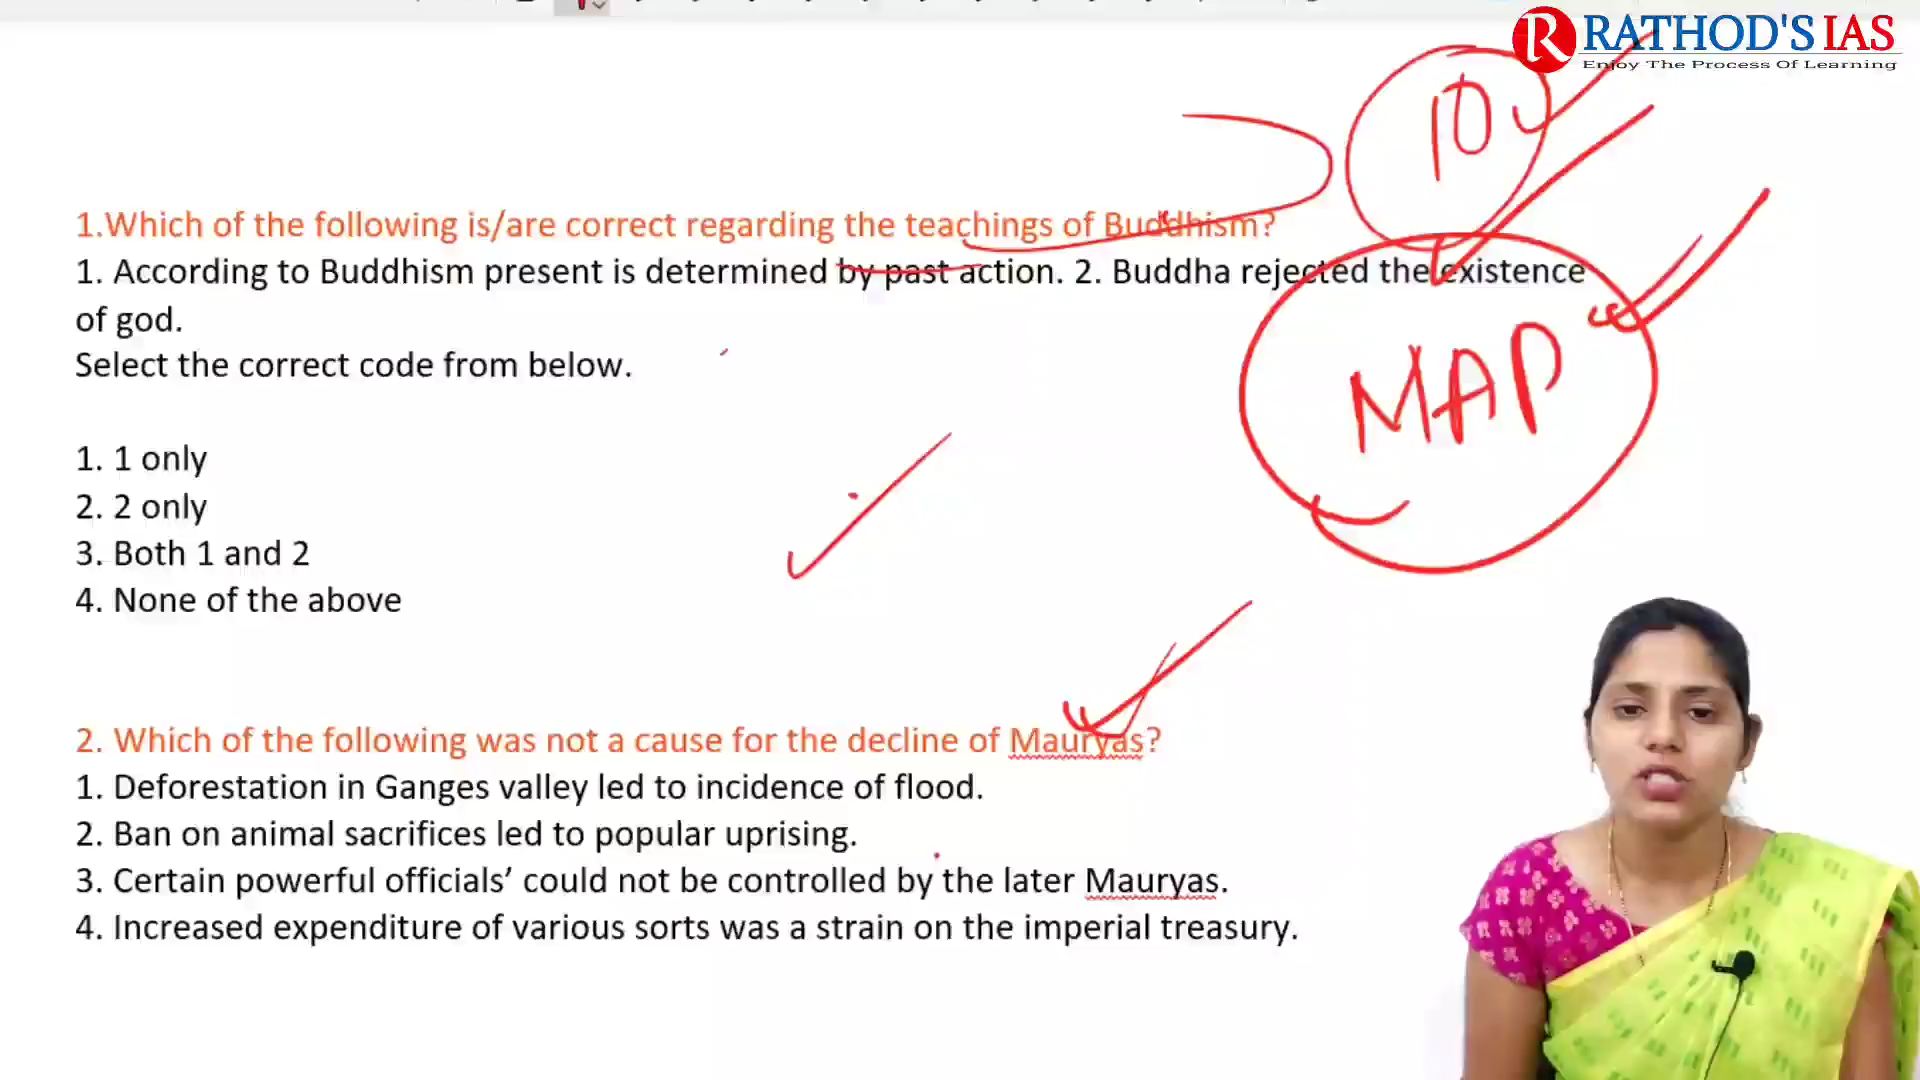 RATHOD'S IAS
Enjoy The Process Of Learning
10
1.Which of the following is/are correct regarding the teachings of Buddhism?
1. According to Buddhism present is determined by past action. 2. Buddha rejected the existence
of god.
Select the correct code from below.
MAP
1. 1 only
2. 2 only
3. Both 1 and 2
4. None of the above
2. Which of the following was not a cause for the decline of Mauryas?
1. Deforestation in Ganges valley led to incidence of flood.
2. Ban on animal sacrifices led to popular uprising.
3. Certain powerful officials’ could not be controlled by the later Mauryas.
4. Increased expenditure of various sorts was a strain on the imperial treasury.